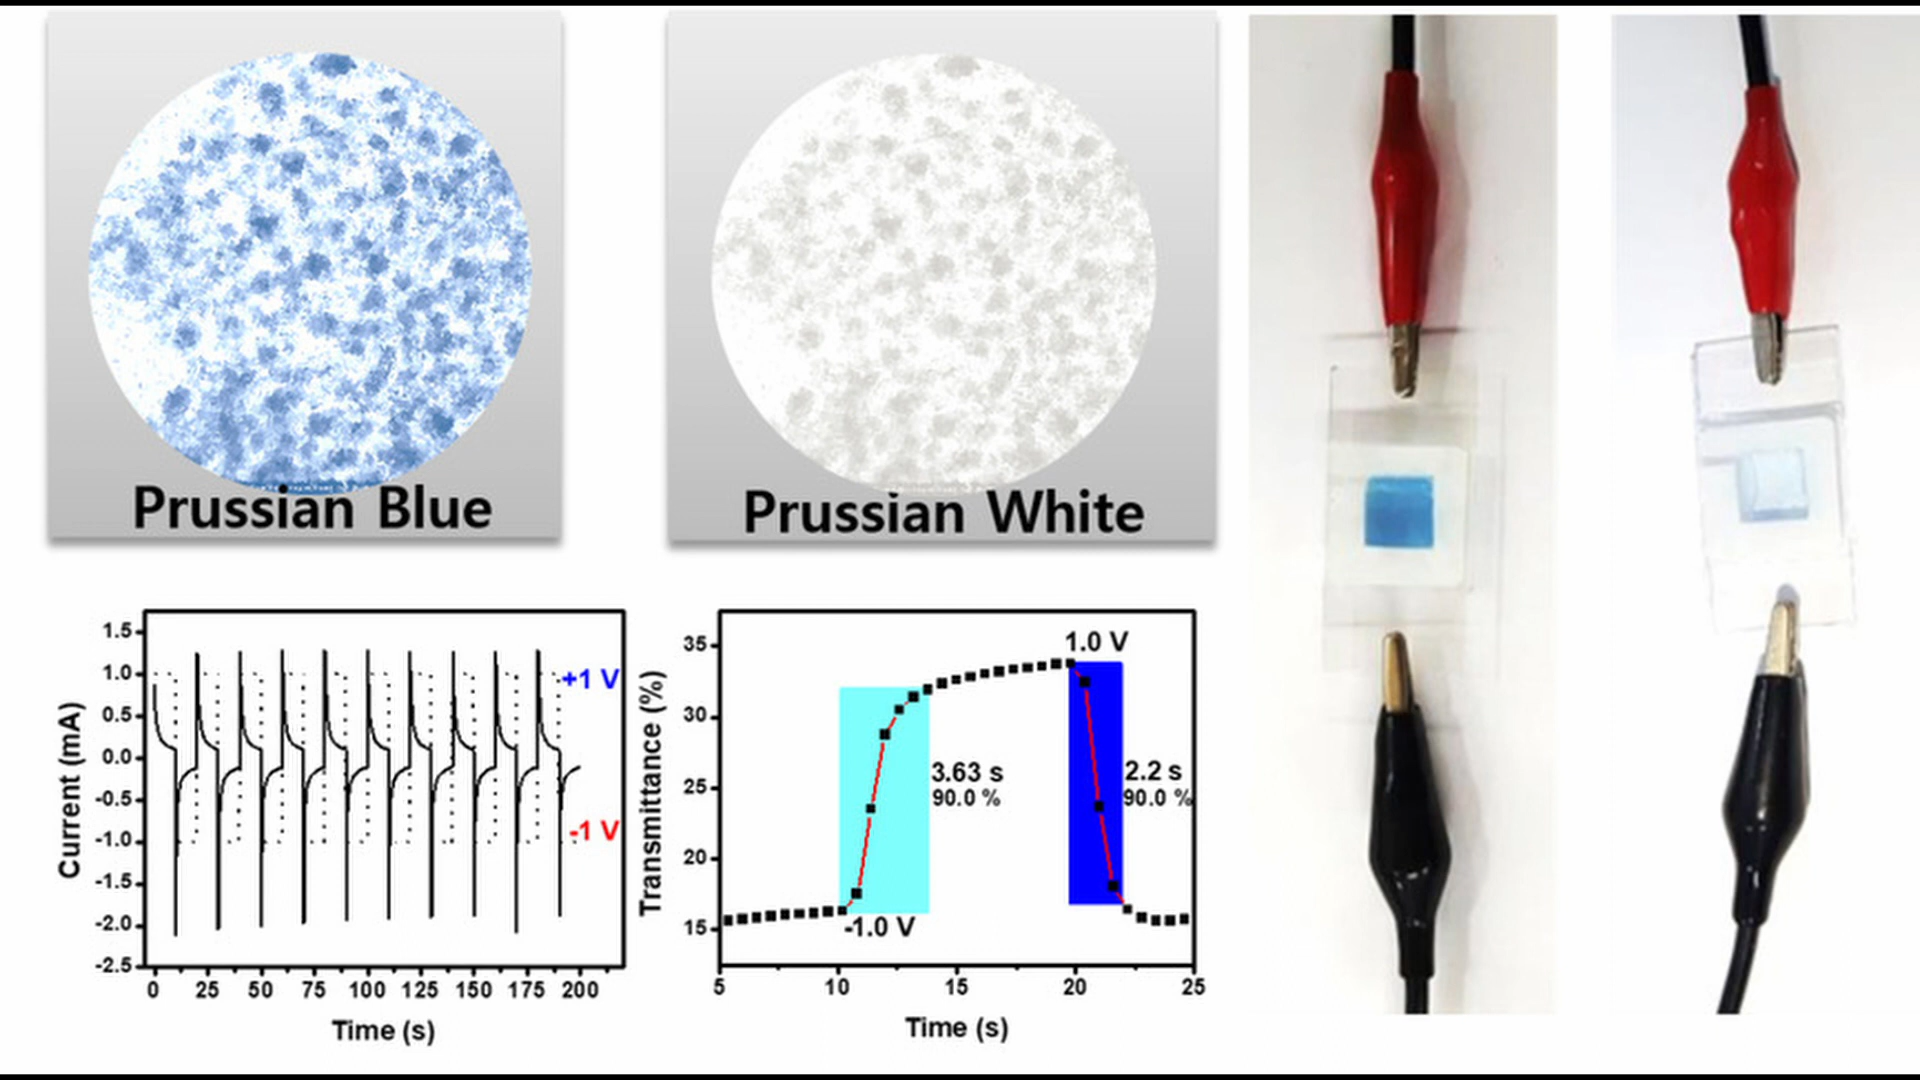 Prussian Blue
Prussian White
1.5
1.0
0.5
0.0
-0.5
-1.0
-1.5
-2.0
-2.5
Current (mA)
+1 V
-1 V
0 25 50 75 100 125 150 175 200
Time (s)
35
30
25
20
15
Transmittance (%)
1.0 V
3.63 s
90.0 %
2.2 s
90.0 %
-1.0 V
5 10 15 20 25
Time (s)